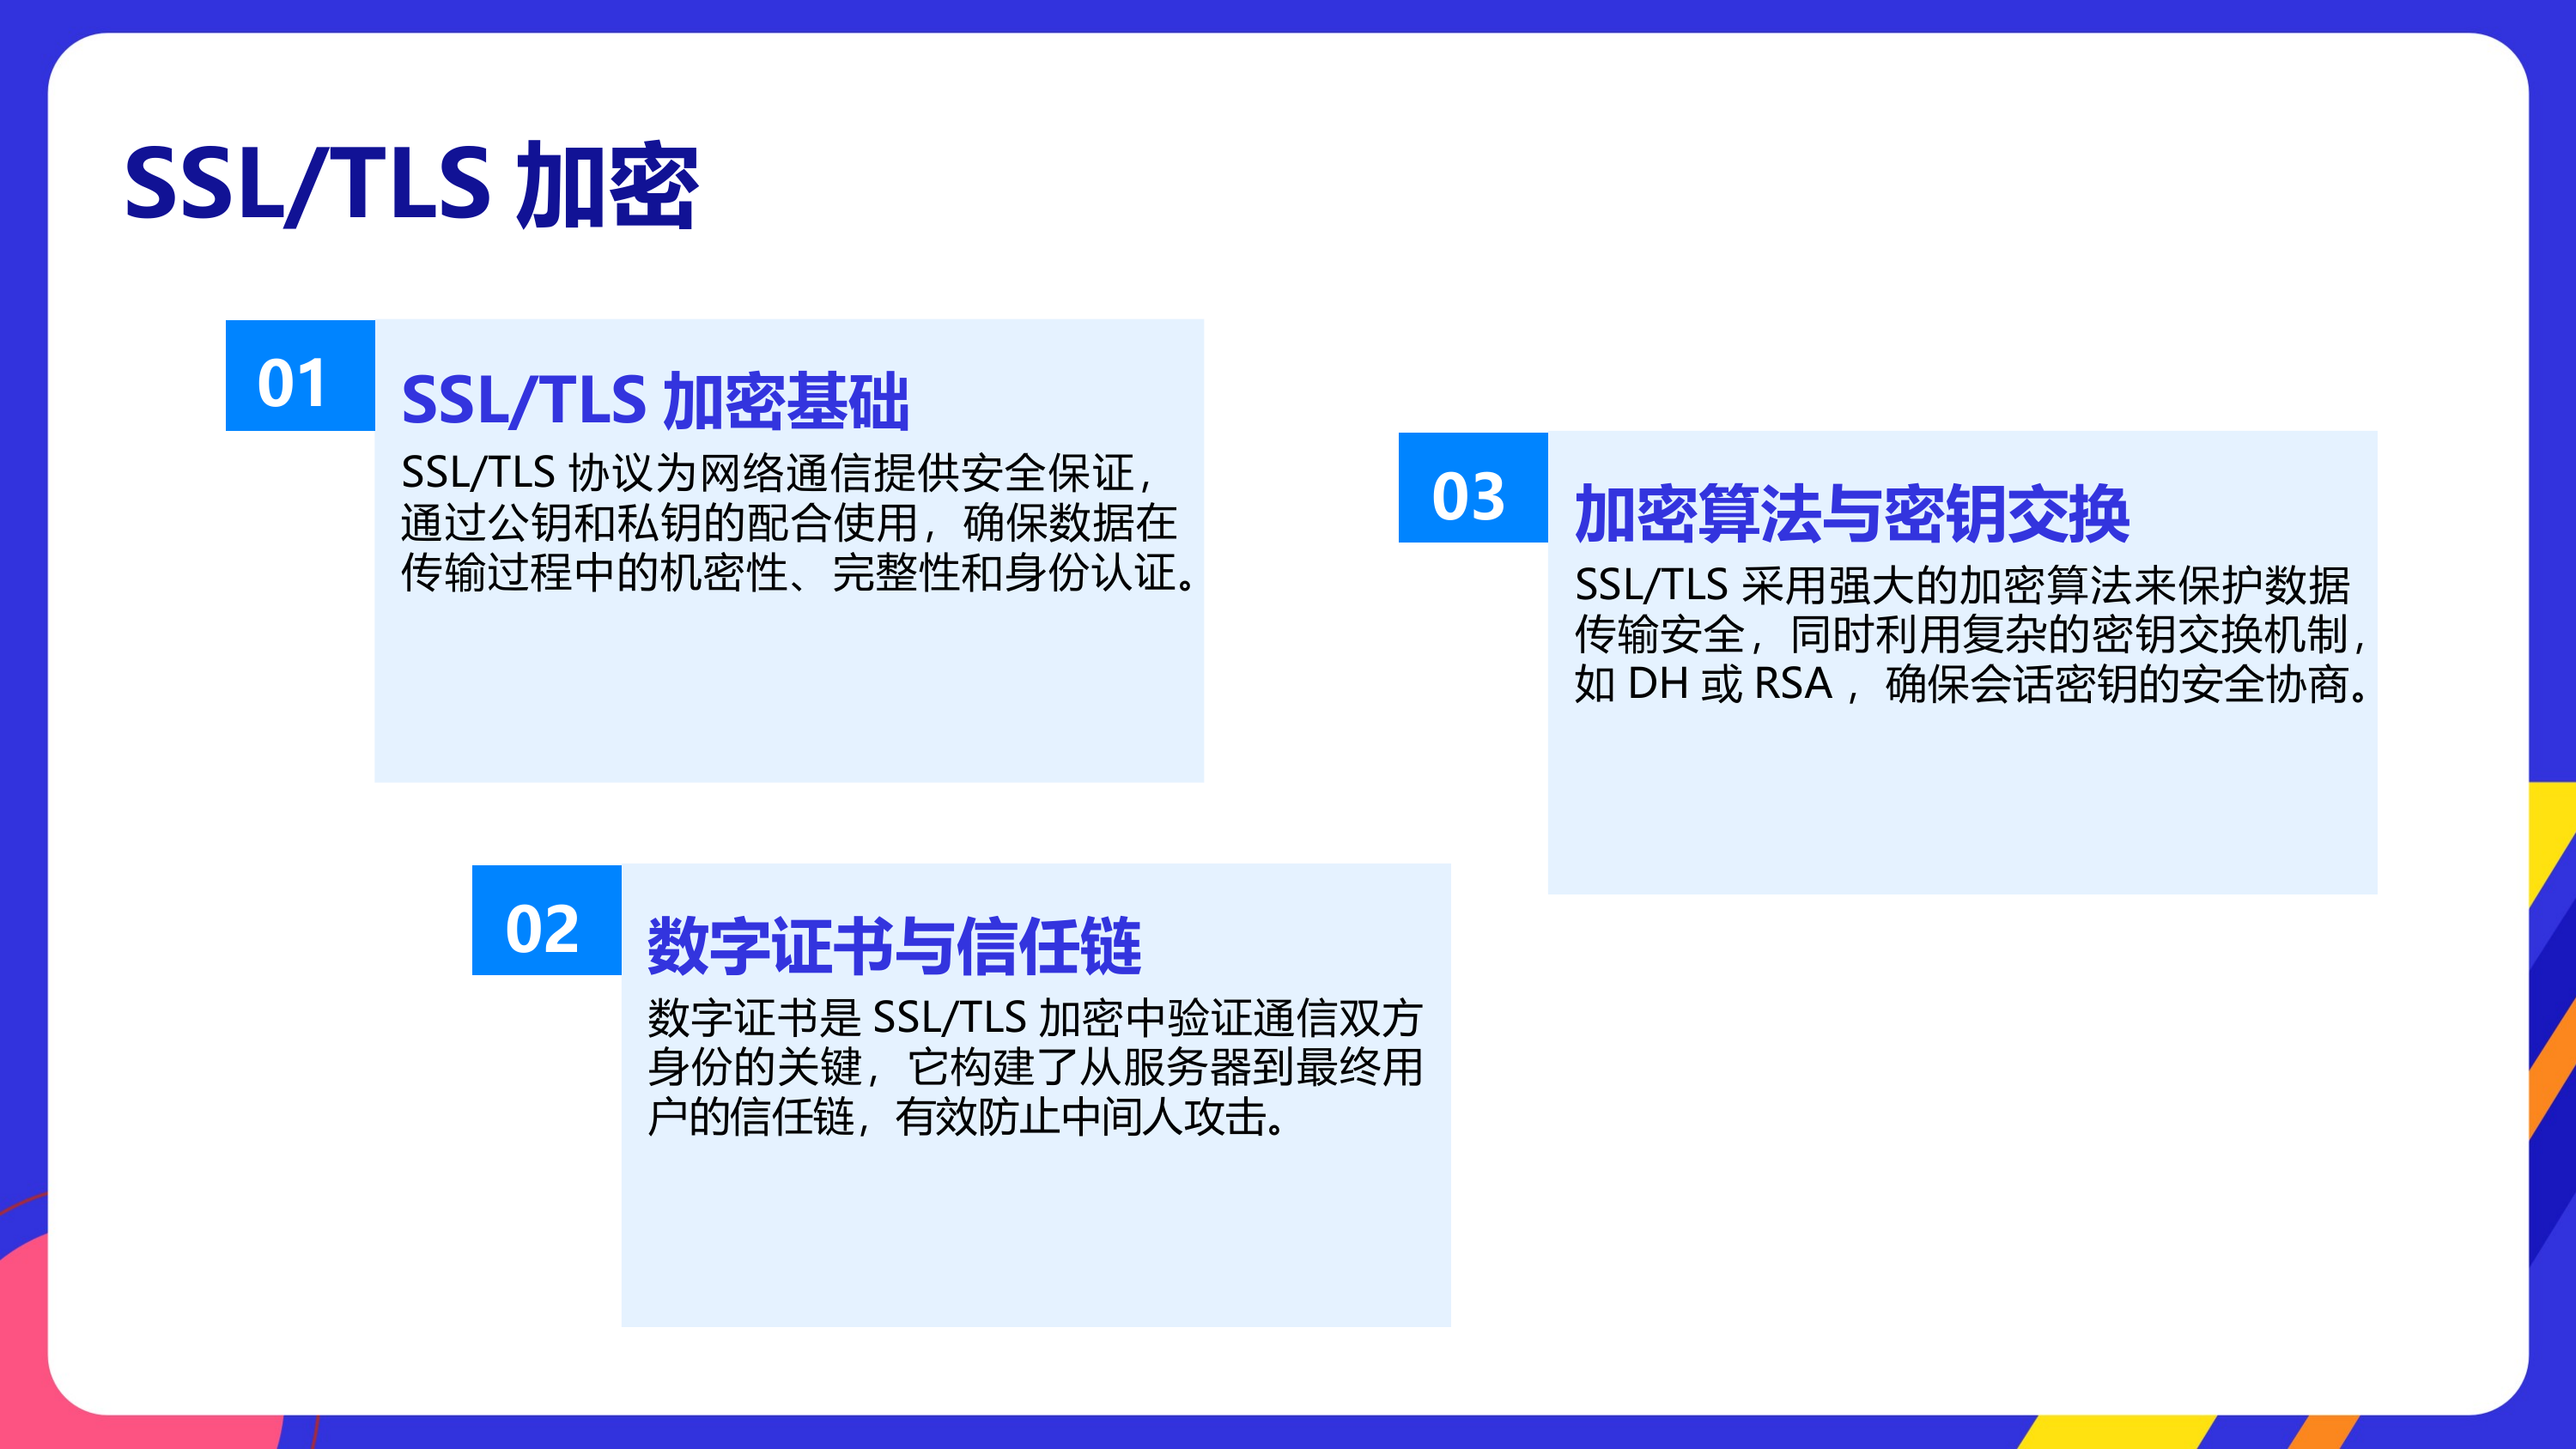 SSL/TLS 加密
01
SSL/TLS 加密基础
SSL/TLS 协议为网络通信提供安全保证，
通过公钥和私钥的配合使用，确保数据在
传输过程中的机密性、完整性和身份认证。
02
数字证书与信任链
数字证书是 SSL/TLS 加密中验证通信双方
身份的关键，它构建了从服务器到最终用
户的信任链，有效防止中间人攻击。
03
加密算法与密钥交换
SSL/TLS 采用强大的加密算法来保护数据
传输安全，同时利用复杂的密钥交换机制，
如 DH 或 RSA ，确保会话密钥的安全协商。